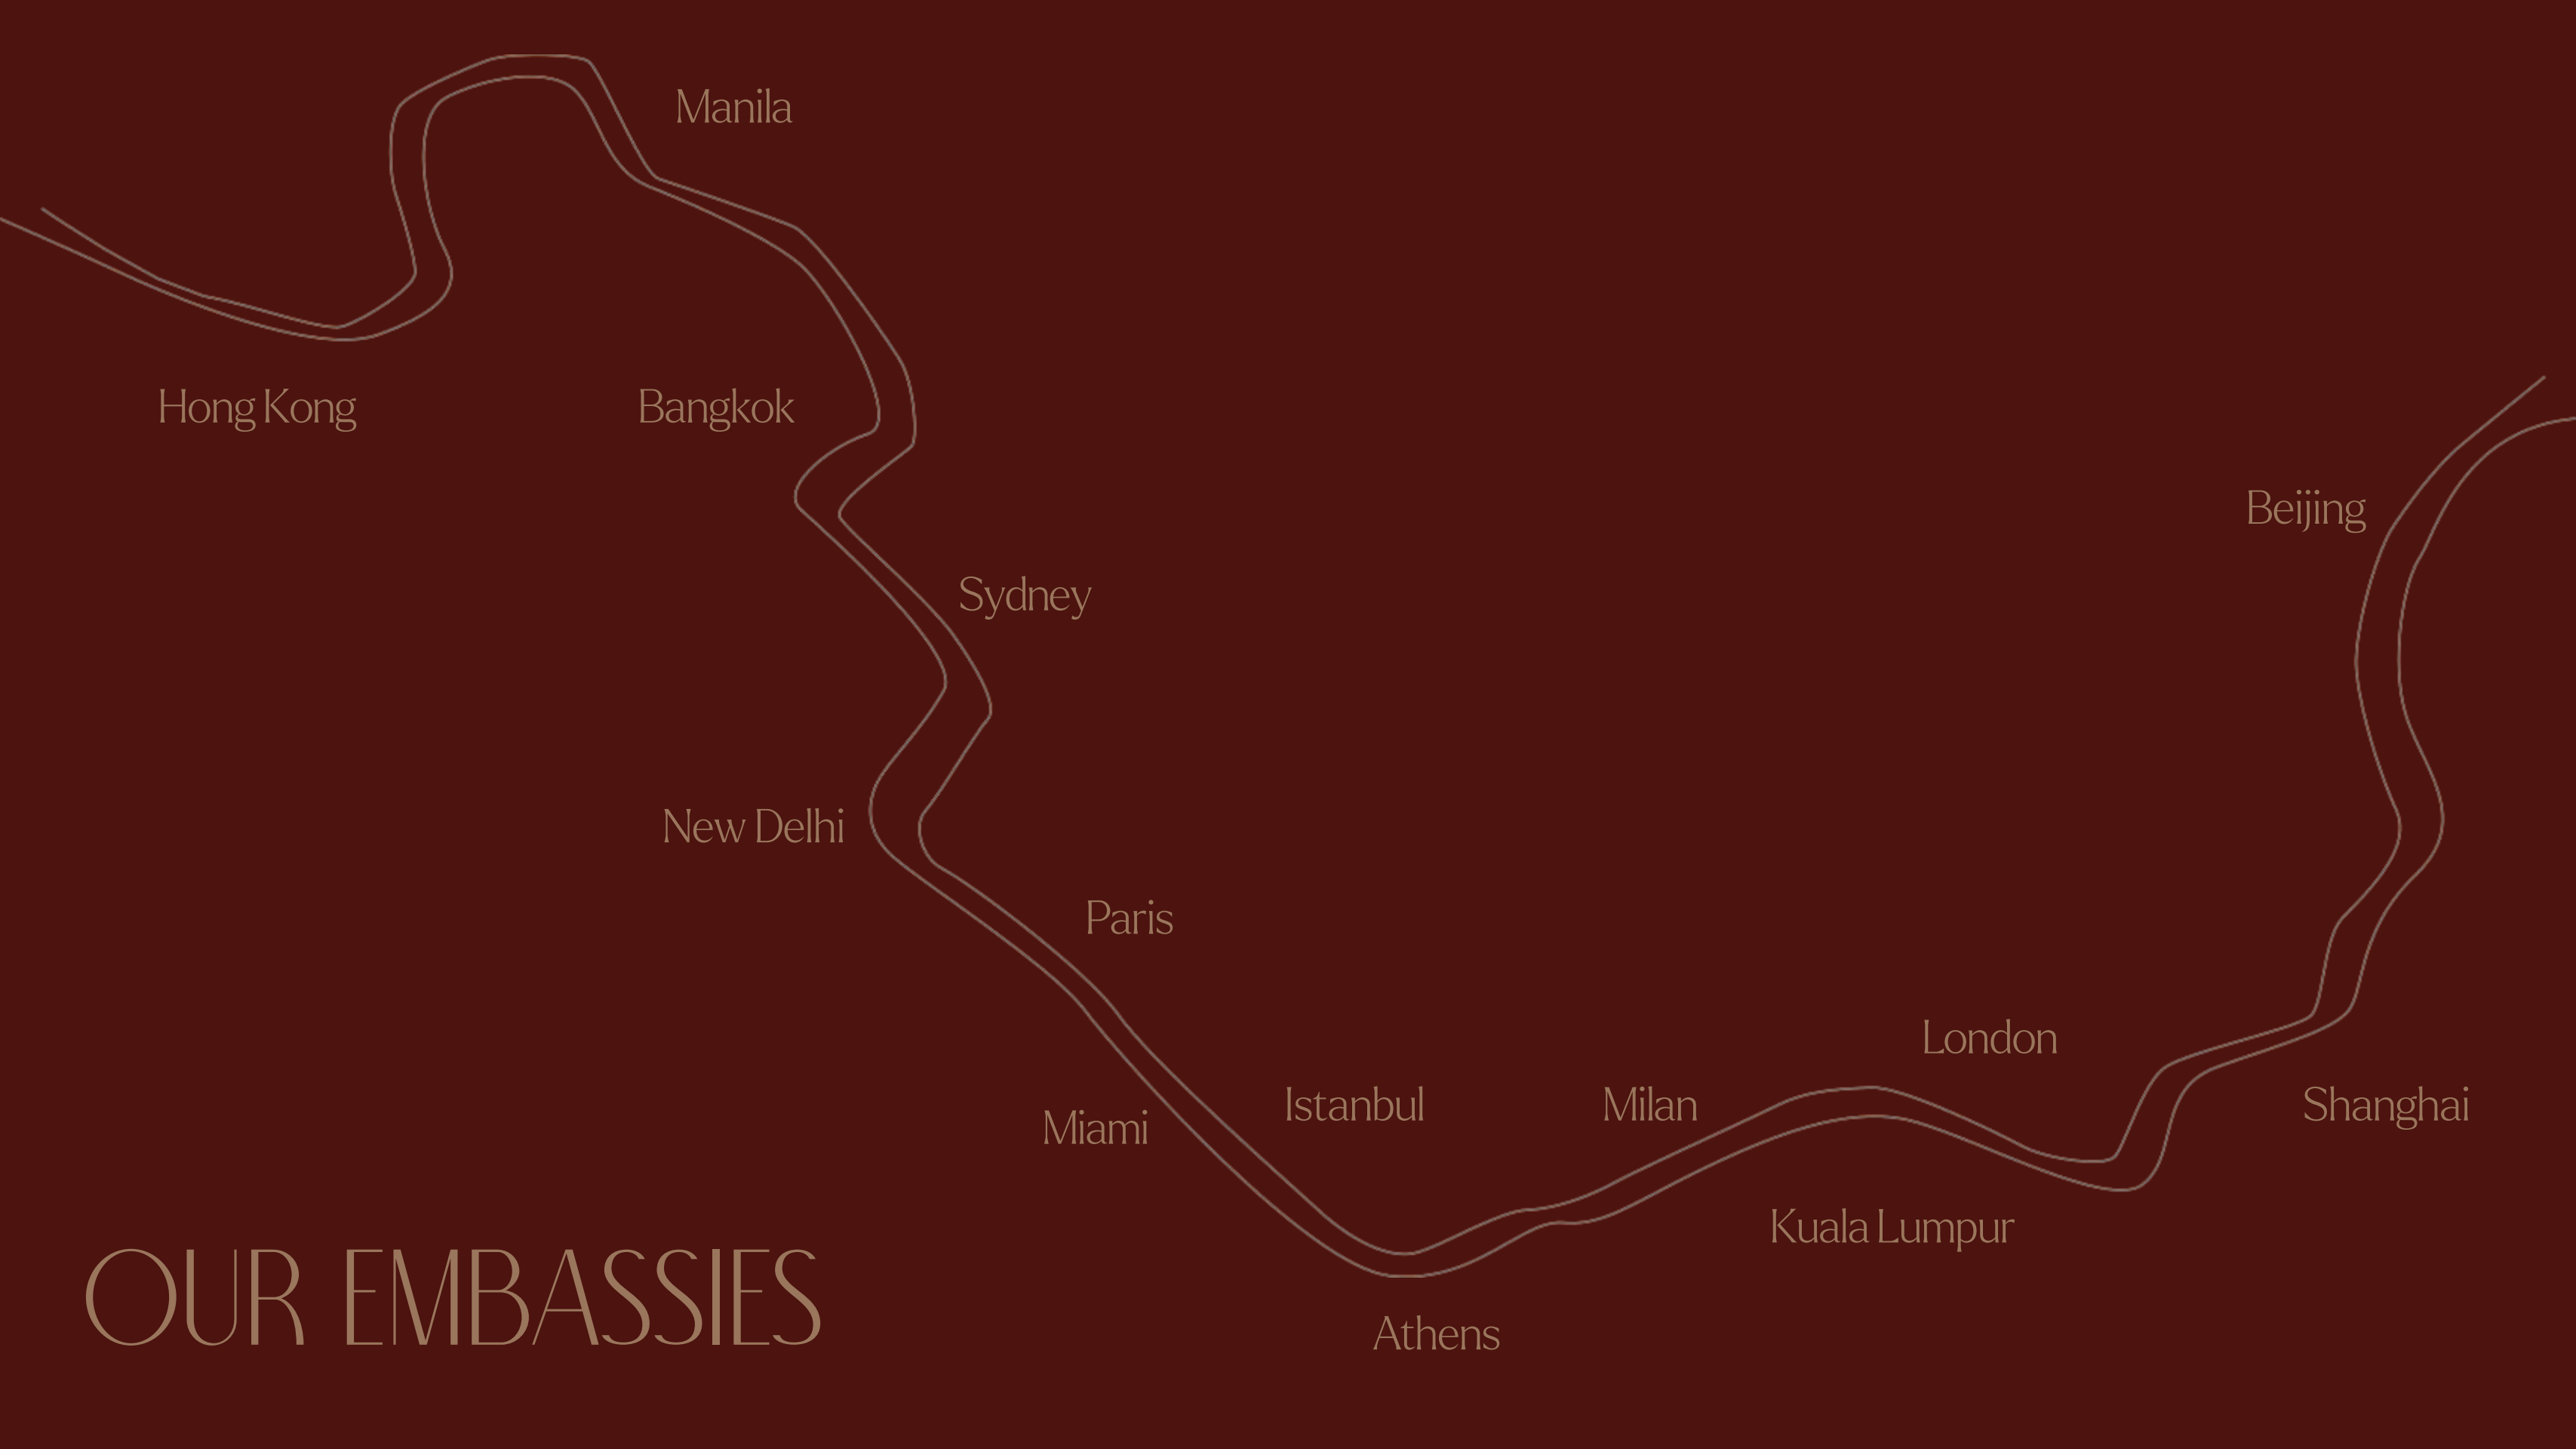 Manila
Hong Kong
Bangkok
Beijing
Sydney
New Delhi
Paris
London
Istanbul
Milan
Shanghai
Miami
Kuala Lumpur
OUR EMBASSIES
Athens